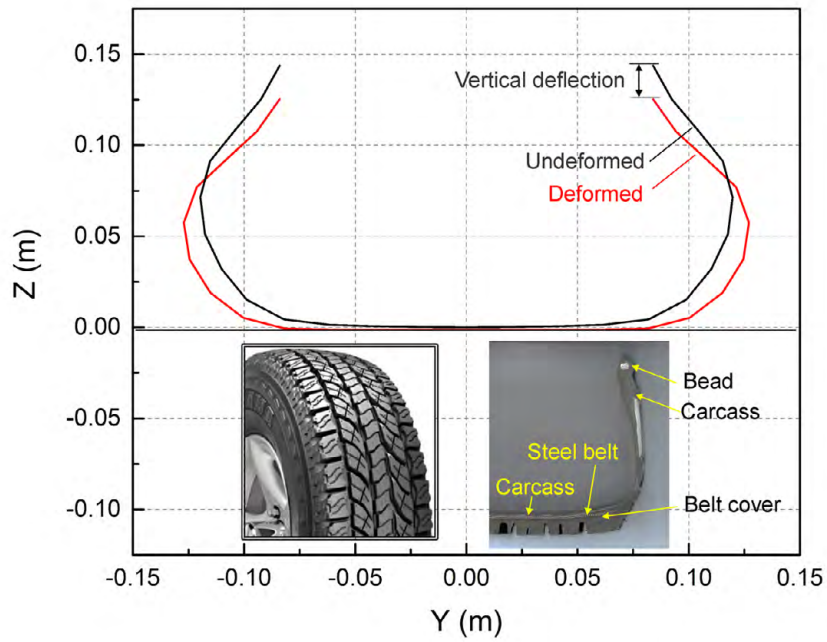 0.15
Vertical deflection
0.10
Undeformed
Deformed
0.05
Z (m)
0.00
Bead
-0.05
Carcass
Steel belt
Carcass
-0.10
Belt cover
-0.15 -0.10 -0.05 0.00 0.05 0.10 0.15
Y (m)